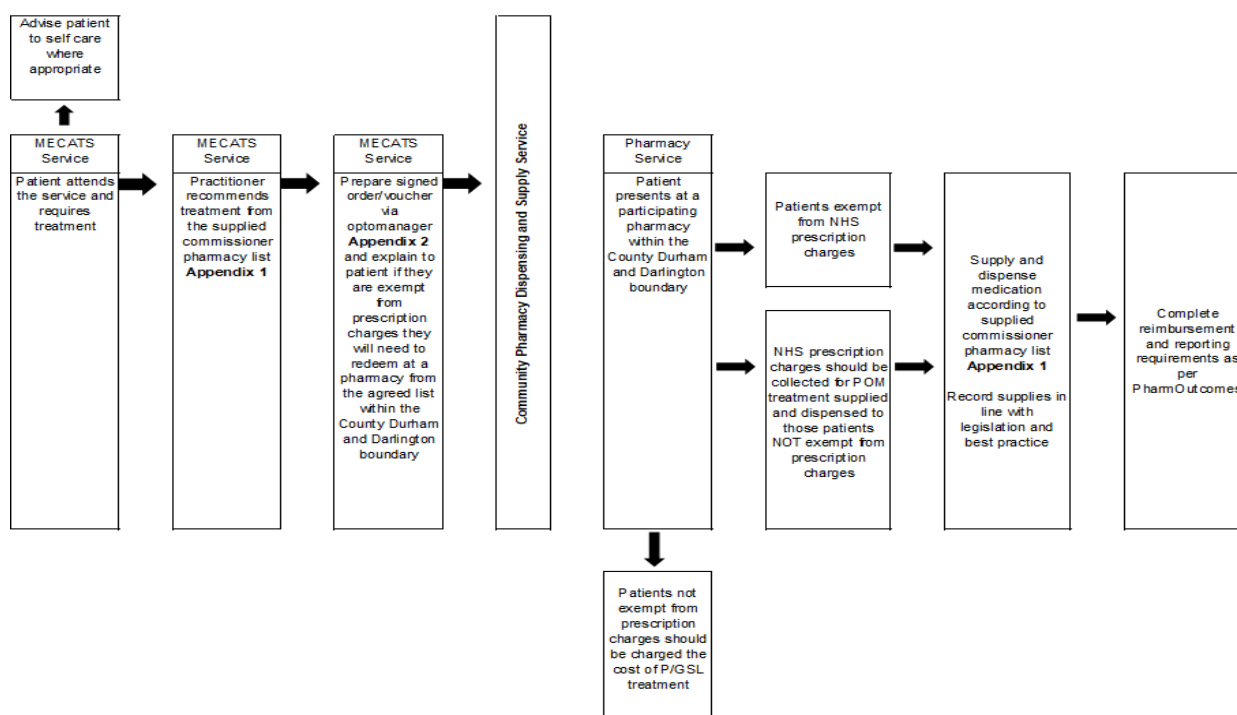 Advise patient
to self care
where
appropriate
MECATS
Service
Patient attends
the service and
requires
treatment
MECATS
Service
Practitioner
recommends
treatment from
the supplied
commissioner
pharmacy list
Appendix 1
MECATS
Service
Prepare signed
order/voucher
via
optomanager
Appendix 2
and explain to
patient if they
are exempt
from
prescription
charges they
will need to
redeem at a
pharmacy from
the agreed list
within the
County Durham
and Darlington
boundary
Community Pharmacy Dispensing and Supply Service
Pharmacy
Service
Patient
presents at a
participating
pharmacy
within the
County Durham
and Darlington
boundary
Patients not
exempt from
prescription
charges should
be charged the
cost of P/GSL
treatment
Patients exempt
from NHS
prescription
charges
NHS prescription
charges should be
collected for POM
treatment supplied
and dispensed to
those patients
NOT exempt from
prescription
charges
Supply and
dispense
medication
according to
supplied
commissioner
pharmacy list
Appendix 1
Record supplies in
line with
legislation and
best practice
Complete
reimbursement
and reporting
requirements as
per
PharmOutcomes